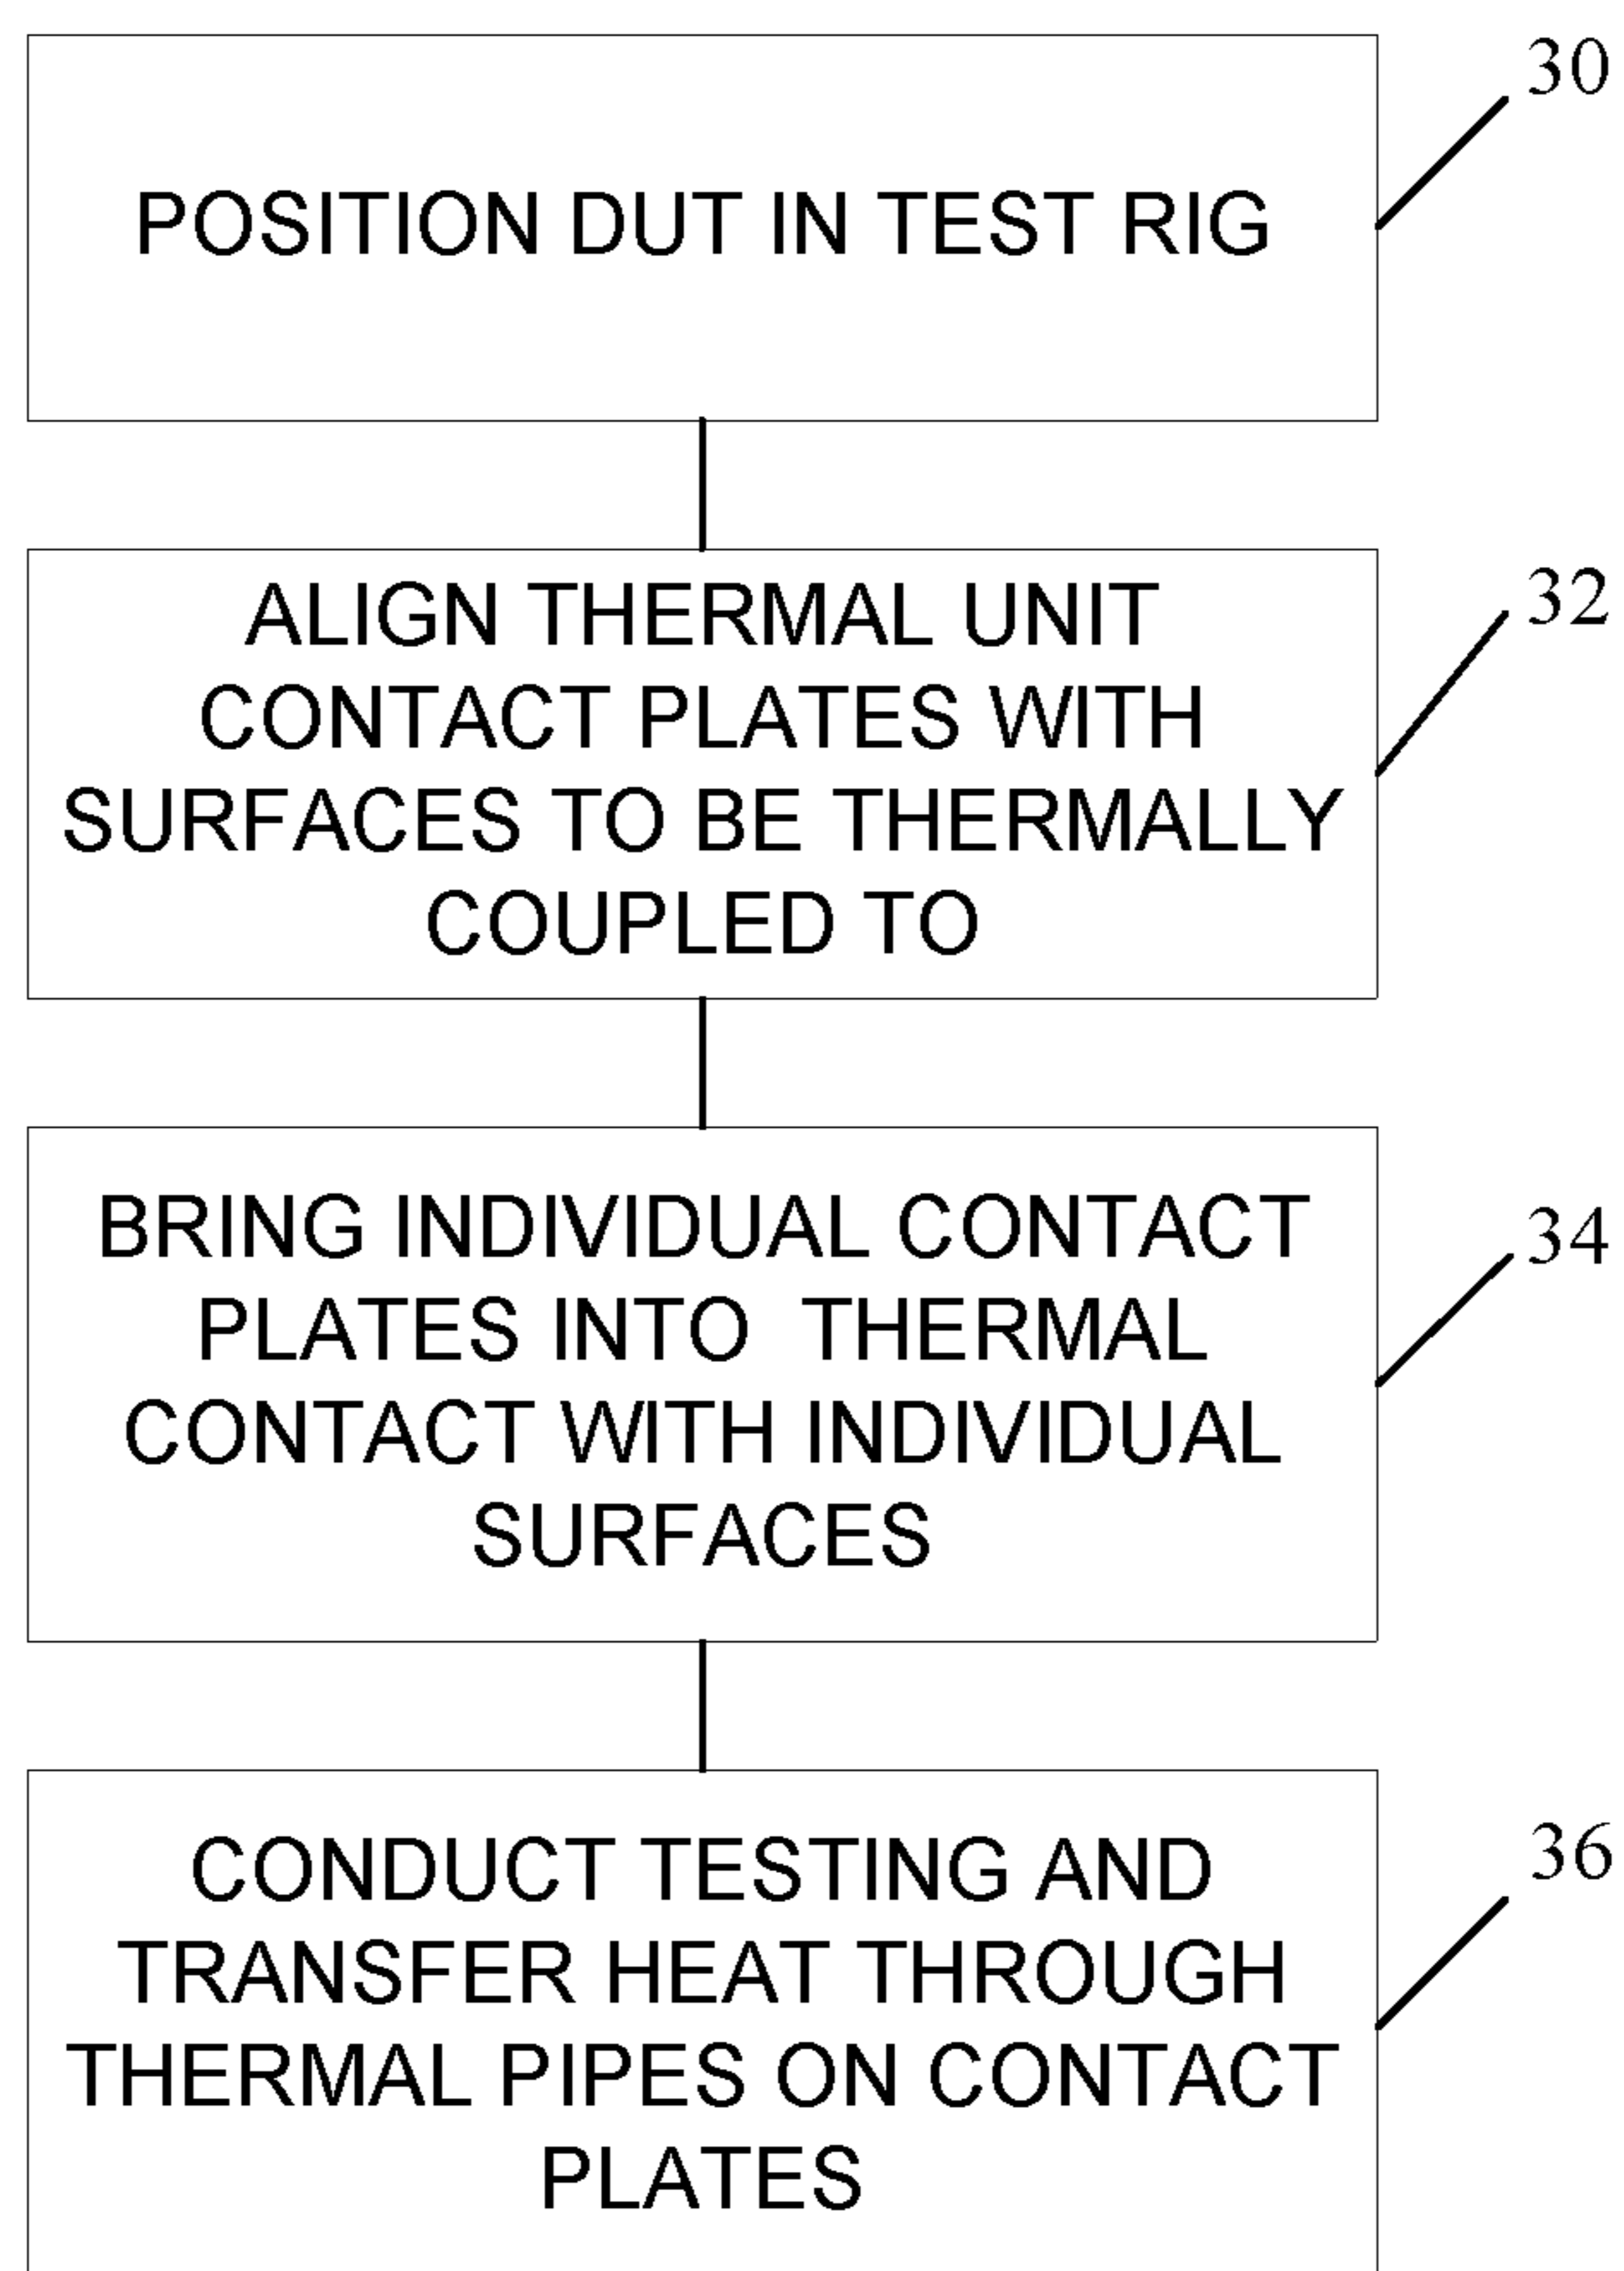 30
POSITION DUT IN TEST RIG
32
ALIGN THERMAL UNIT
CONTACT PLATES WITH
SURFACES TO BE THERMALLY
COUPLED TO
34
BRING INDIVIDUAL CONTACT
PLATES INTO THERMAL
CONTACT WITH INDIVIDUAL
SURFACES
36
CONDUCT TESTING AND
TRANSFER HEAT THROUGH
THERMAL PIPES ON CONTACT
PLATES